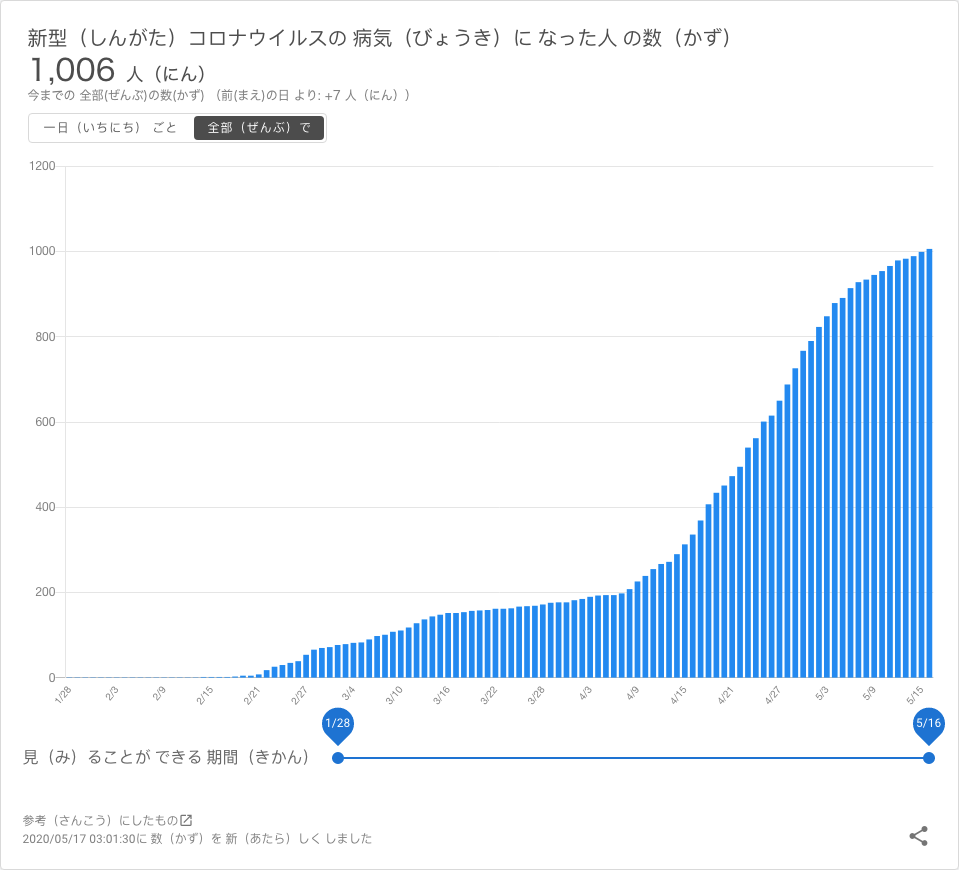 新型（しんがた）コロナウイルスの 病気（びょうき）に なった人 の数（かず）
1,006 人（にん）
今までの 全部(ぜんぶ)の数(かず) （前(まえ)の日 より: +7 人（にん））
一日（いちにち） ごと
全部（ぜんぶ）で
1200
1000
800
600
400
200
0
1/28 2/3 2/9 2/15 2/21 2/27 3/4 3/10 3/16 3/22 3/28 4/3 4/9 4/15 4/21 4/27 5/3 5/9 5/15
1/28 5/16
見（み）ることが できる 期間（きかん）
参考（さんこう）にしたもの
2020/05/17 03:01:30に 数（かず）を 新（あたら）しく しました